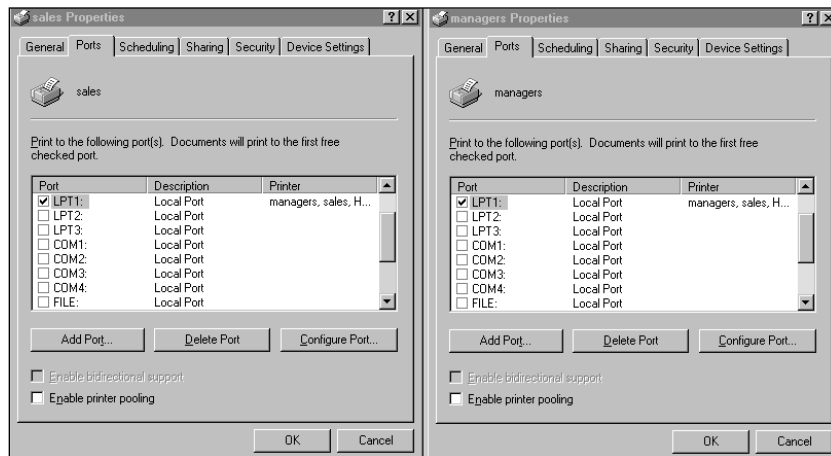 sales Properties
General Ports Scheduling Sharing Security Device Settings
sales
Print to the following port(s). Documents will print to the first free
checked port.
Port Description Printer
LPT1: Local Port managers, sales, H...
LPT2: Local Port
LPT3: Local Port
COM1: Local Port
COM2: Local Port
COM3: Local Port
COM4: Local Port
FILE: Local Port
Add Port... Delete Port Configure Port...
Enable bidirectional support
Enable printer pooling
OK Cancel
managers Properties
General Ports Scheduling Sharing Security Device Settings
managers
Print to the following port(s). Documents will print to the first free
checked port.
Port Description Printer
LPT1: Local Port managers, sales, H...
LPT2: Local Port
LPT3: Local Port
COM1: Local Port
COM2: Local Port
COM3: Local Port
COM4: Local Port
FILE: Local Port
Add Port... Delete Port Configure Port...
Enable bidirectional support
Enable printer pooling
OK Cancel